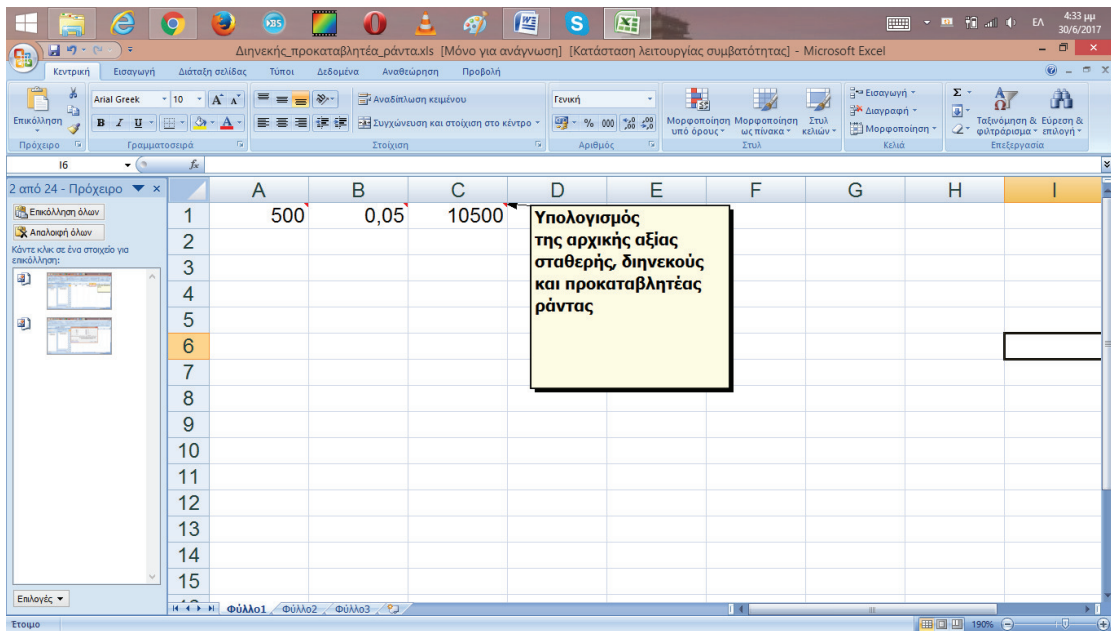 4:33 μμ
ΕΛ
30/6/2017
Διηνεκής_προκαταβλητέα_ράντα.xls [Μόνο για ανάγνωση] [Κατάσταση λειτουργίας συμβατότητας] - Microsoft Excel
Κεντρική Εισαγωγή Διάταξη σελίδας Τύποι Δεδομένα Αναθεώρηση Προβολή
Επικόλληση
Arial Greek 10
Αναδίπλωση κειμένου
Συγχώνευση και στοίχιση στο κέντρο
Γενική
% 000
Μορφοποίηση υπό όρους
Μορφοποίηση ως πίνακα
Στυλ κελιών
Εισαγωγή
Διαγραφή
Μορφοποίηση
Ταξινόμηση & φιλτράρισμα
Εύρεση & επιλογή
Πρόχειρο Γραμματοσειρά Στοίχιση Αριθμός Στυλ Κελιά Επεξεργασία
I6 fx
2 από 24 - Πρόχειρο
Επικόλληση όλων
Απαλοιφή όλων
Κάντε κλικ σε ένα στοιχείο για
επικόλληση:
Επιλογές
A B C D E F G H I
1 500 0,05 10500
Υπολογισμός
της αρχικής αξίας
σταθερής, διηνεκούς
και προκαταβλητέας
ράντας
2
3
4
5
6
7
8
9
10
11
12
13
14
15
Φύλλο1 Φύλλο2 Φύλλο3
Έτοιμο 190%